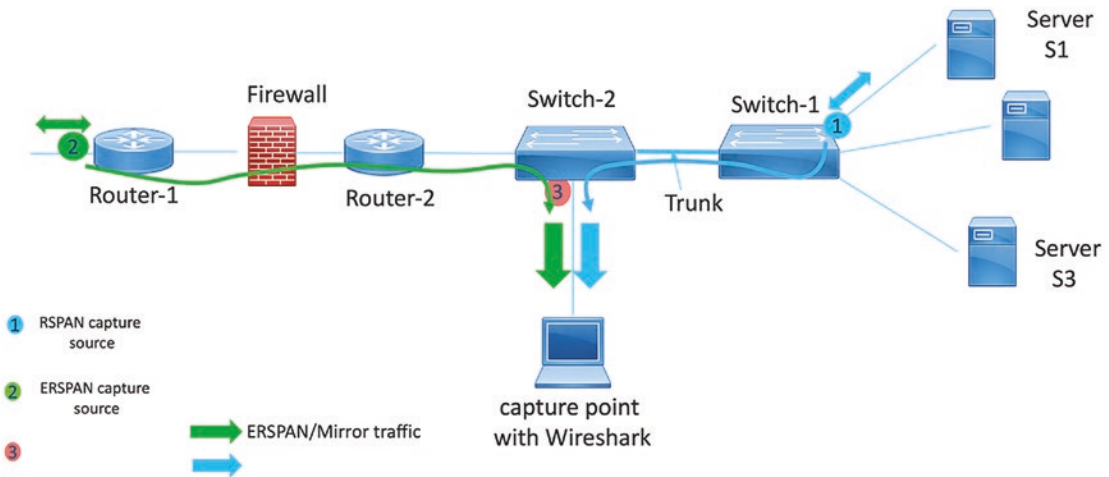 Server
S1
Firewall
Switch-2
Switch-1
1
2
Router-1
Router-2
3
Trunk
Server
S3
1 RSPAN capture
source
2 ERSPAN capture
source
capture point
with Wireshark
ERSPAN/Mirror traffic
3